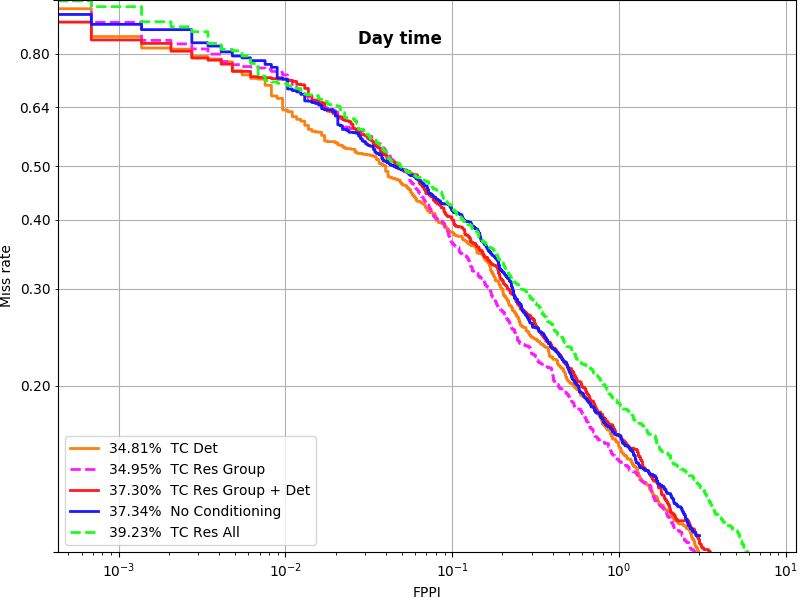 Day time
0.80
0.64
0.50
0.40
0.30
0.20
Miss rate
34.81% TC Det
34.95% TC Res Group
37.30% TC Res Group + Det
37.34% No Conditioning
39.23% TC Res All
10⁻³ 10⁻² 10⁻¹ 10⁰ 10¹
FPPI